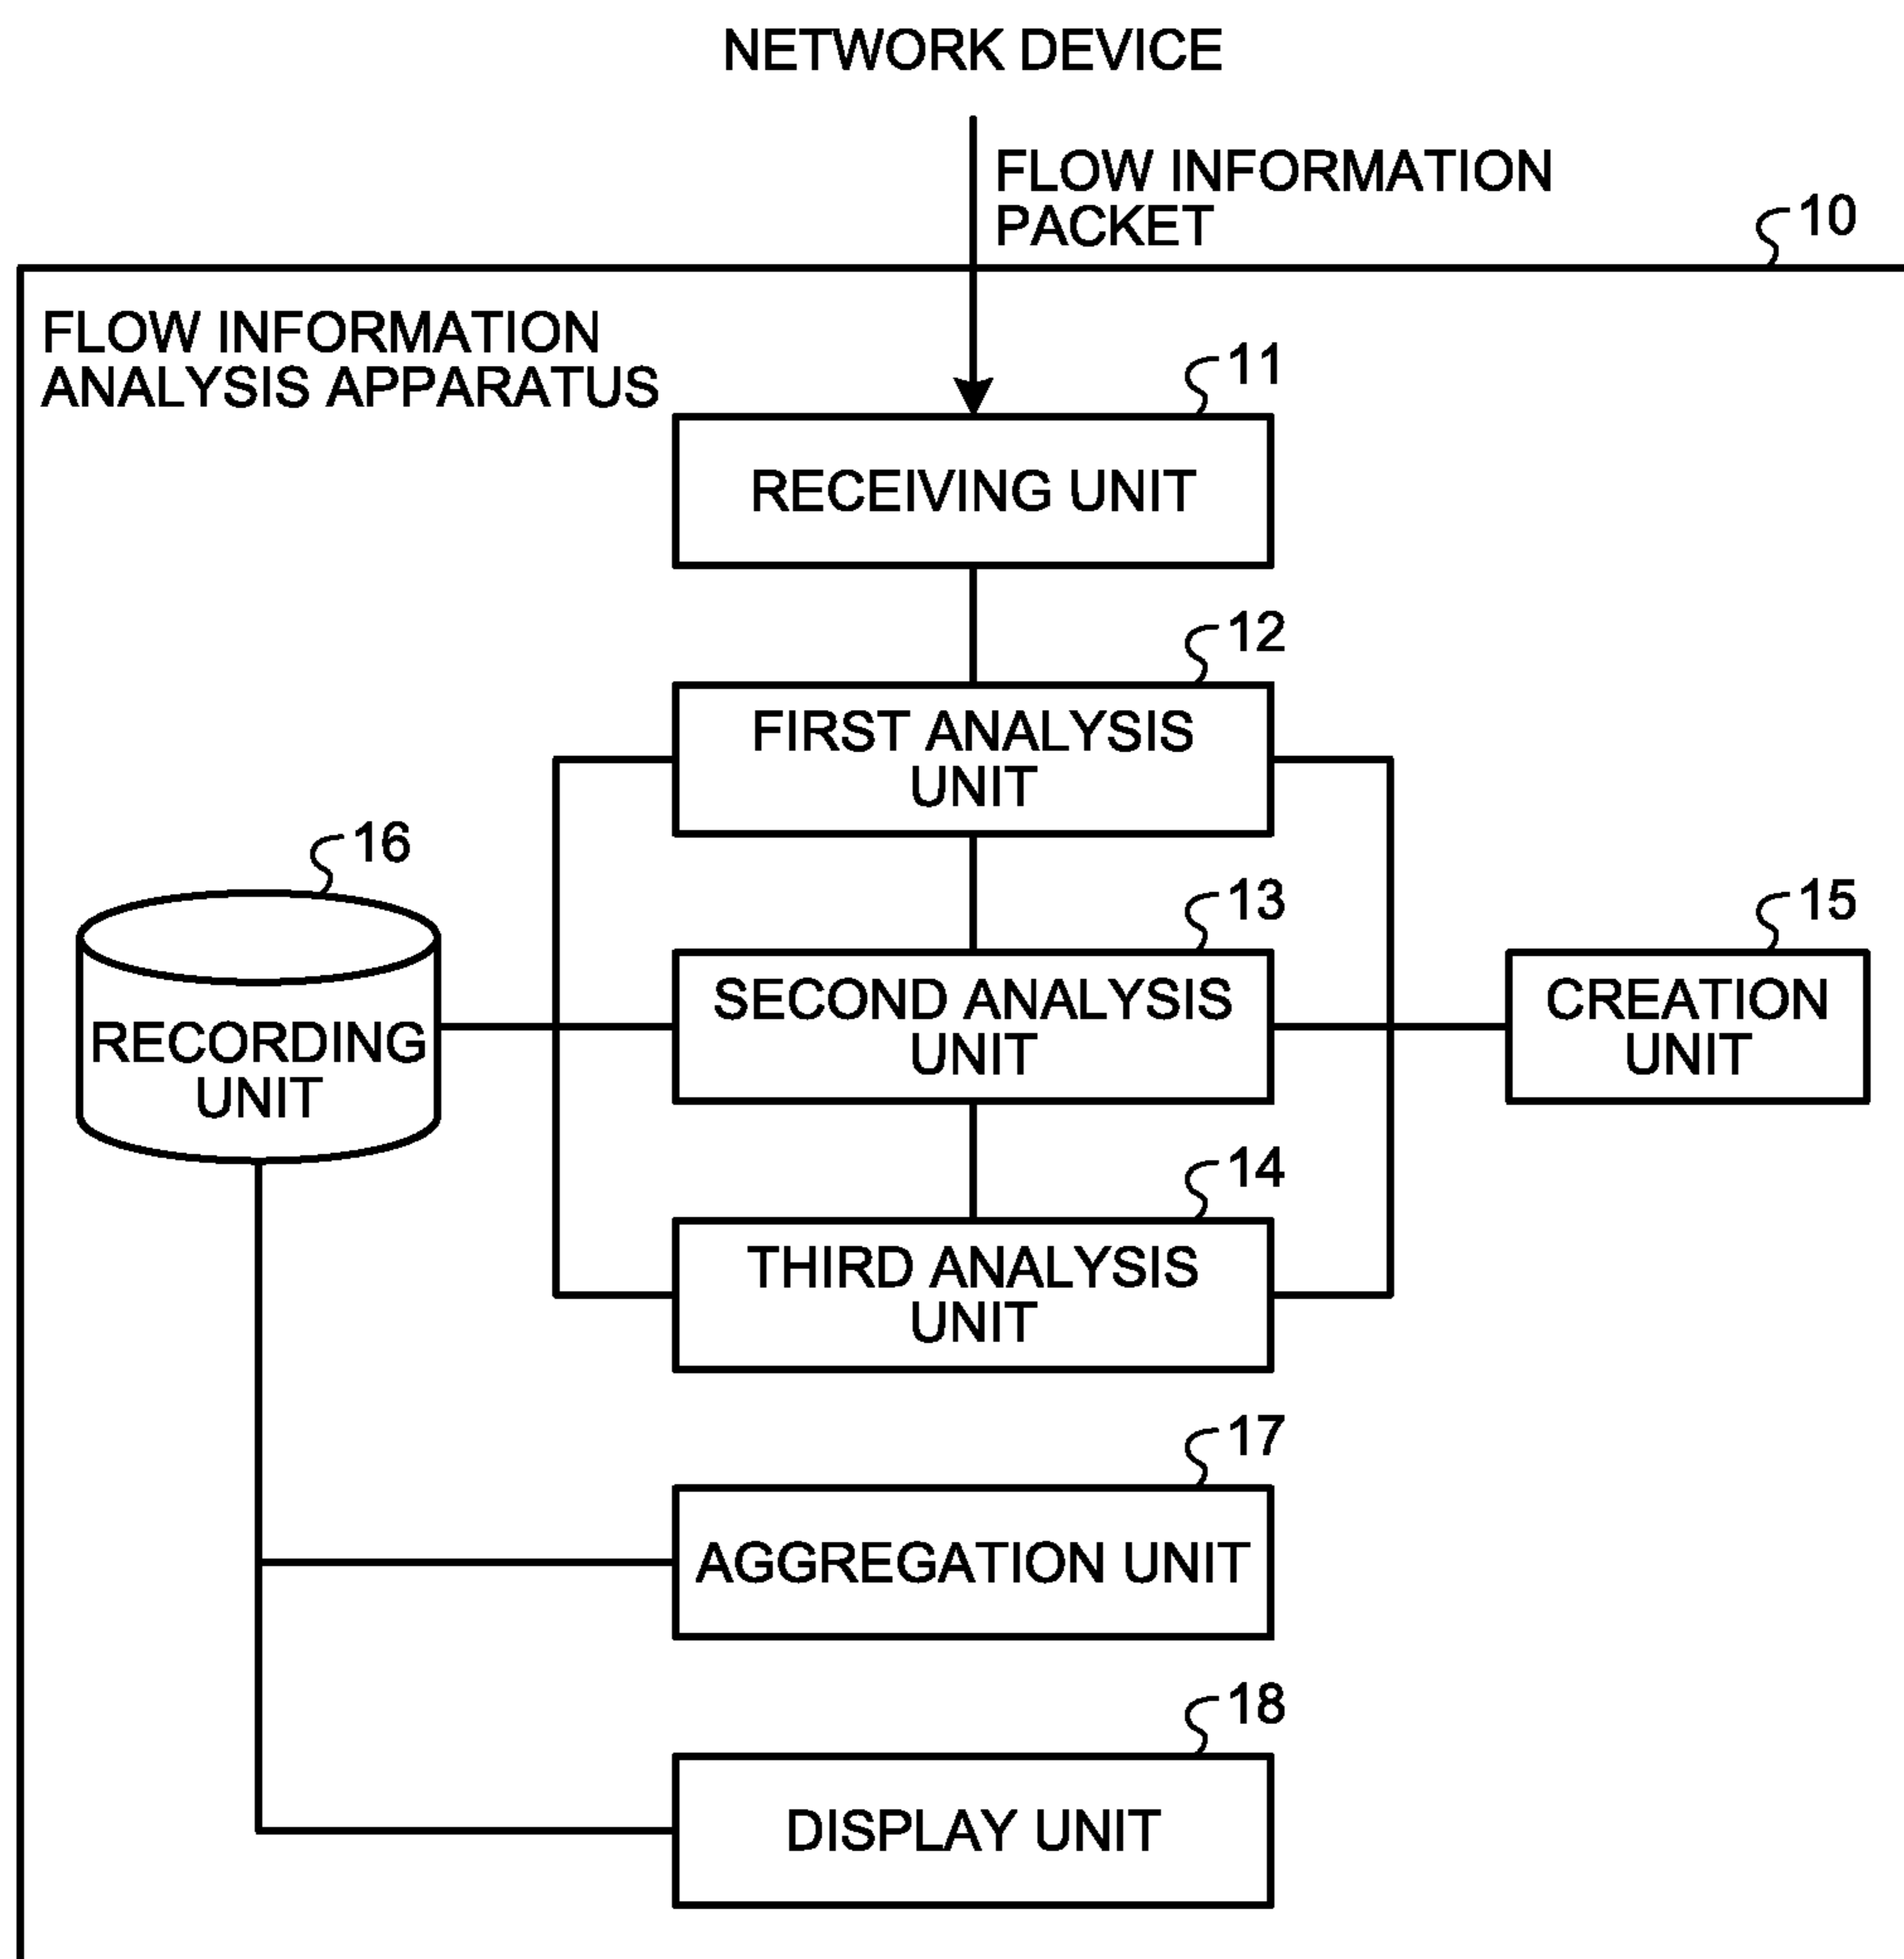 NETWORK DEVICE
FLOW INFORMATION
PACKET
10
FLOW INFORMATION
ANALYSIS APPARATUS
11
RECEIVING UNIT
12
FIRST ANALYSIS
UNIT
16
RECORDING
UNIT
13
SECOND ANALYSIS
UNIT
15
CREATION
UNIT
14
THIRD ANALYSIS
UNIT
17
AGGREGATION UNIT
18
DISPLAY UNIT